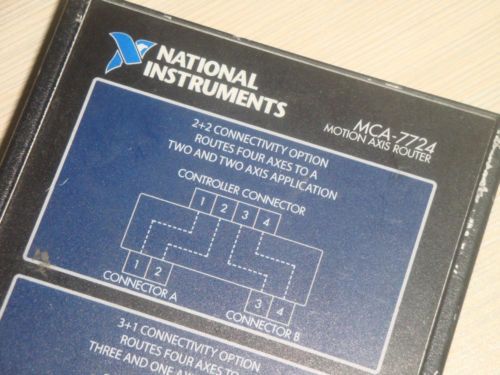 NATIONAL
INSTRUMENTS
MCA-7724
MOTION AXIS ROUTER
2+2 CONNECTIVITY OPTION
ROUTES FOUR AXES TO A
TWO AND TWO AXIS APPLICATION
CONTROLLER CONNECTOR
1 2 3 4
1 2
CONNECTOR A
3 4
CONNECTOR B
3+1 CONNECTIVITY OPTION
ROUTES FOUR AXES TO A
THREE AND ONE